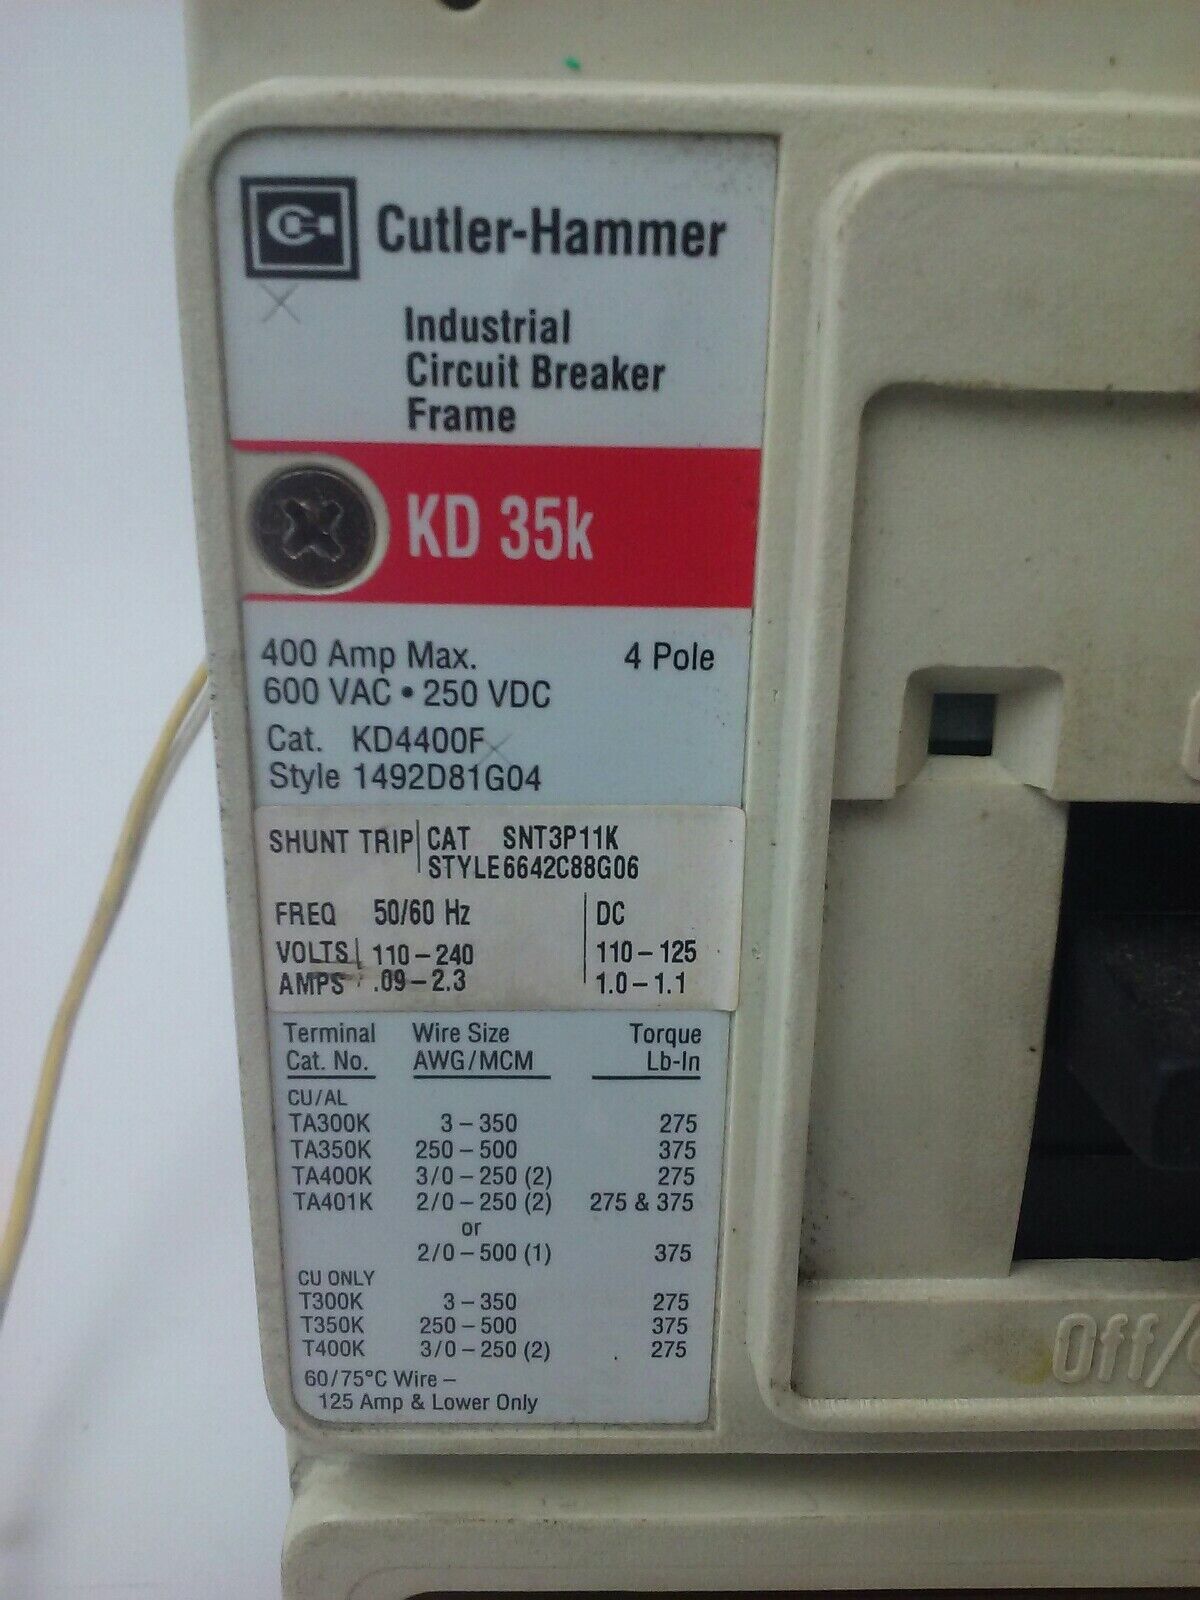 Cutler-Hammer
Industrial
Circuit Breaker
Frame
KD 35k
400 Amp Max. 4 Pole
600 VAC • 250 VDC
Cat. KD4400F
Style 1492D81G04
SHUNT TRIP CAT SNT3P11K
STYLE 6642C88G06
FREQ 50/60 Hz DC
VOLTS 110-240 110-125
AMPS .09-2.3 1.0-1.1
Terminal Wire Size Torque
Cat. No. AWG/MCM Lb-In
CU/AL
TA300K 3-350 275
TA350K 250-500 375
TA400K 3/0-250 (2) 275
TA401K 2/0-250 (2) 275 & 375
or
2/0-500 (1) 375
CU ONLY
T300K 3-350 275
T350K 250-500 375
T400K 3/0-250 (2) 275
60/75°C Wire –
125 Amp & Lower Only
Off/